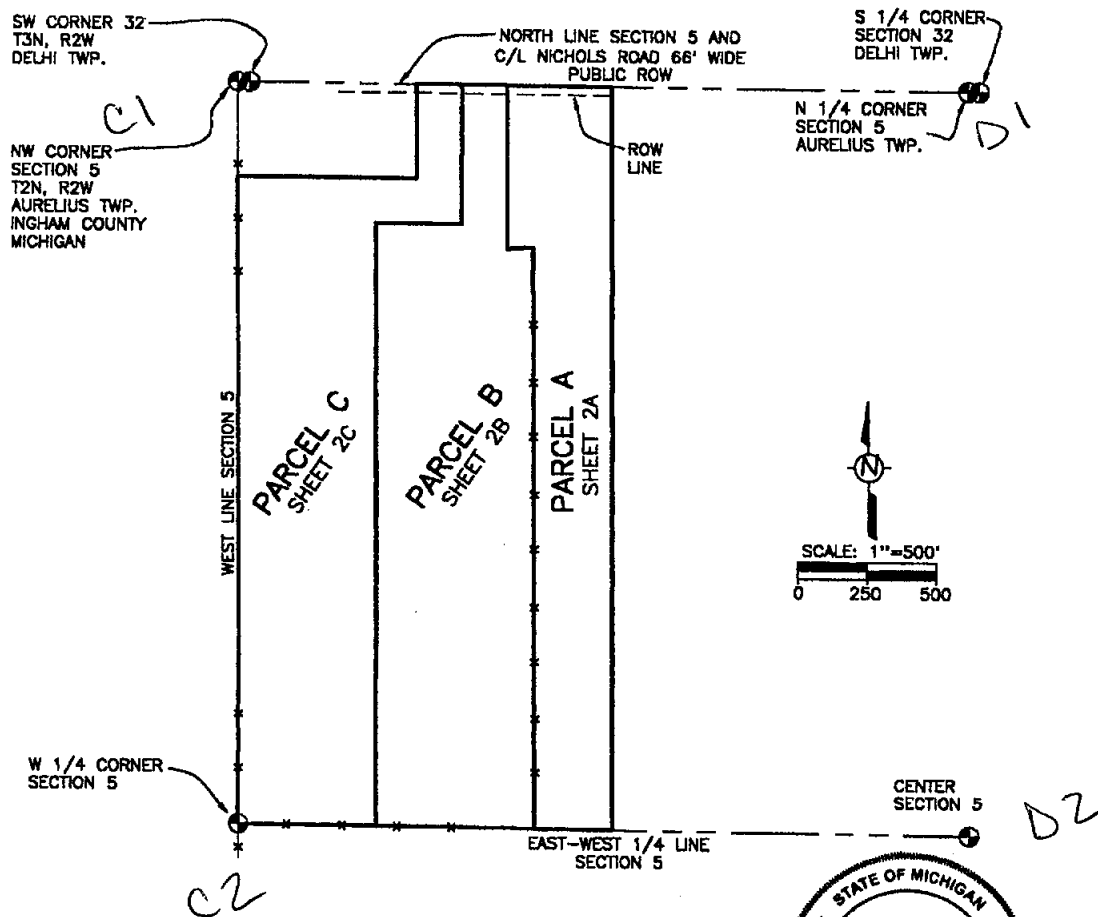 SW CORNER 32
T3N, R2W
DELHI TWP.
NORTH LINE SECTION 5 AND
C/L NICHOLS ROAD 66' WIDE
PUBLIC ROW
S 1/4 CORNER
SECTION 32
DELHI TWP.
C1
NW CORNER
SECTION 5
T2N, R2W
AURELIUS TWP.
INGHAM COUNTY
MICHIGAN
ROW
LINE
N 1/4 CORNER
SECTION 5
AURELIUS TWP.
D1
WEST LINE SECTION 5
PARCEL C
SHEET 2C
PARCEL B
SHEET 2B
PARCEL A
SHEET 2A
N
SCALE: 1"=500'
0 250 500
W 1/4 CORNER
SECTION 5
C2
EAST-WEST 1/4 LINE
SECTION 5
CENTER
SECTION 5
D2
STATE OF MICHIGAN